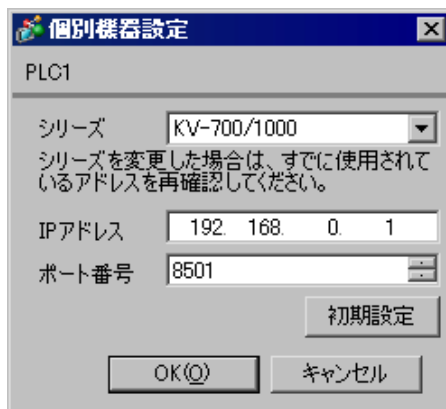 個別機器設定
PLC1
シリーズ KV-700/1000
シリーズを変更した場合は、すでに使用されて
いるアドレスを再確認してください。
IPアドレス 192. 168. 0. 1
ポート番号 8501
初期設定
OK(O) キャンセル